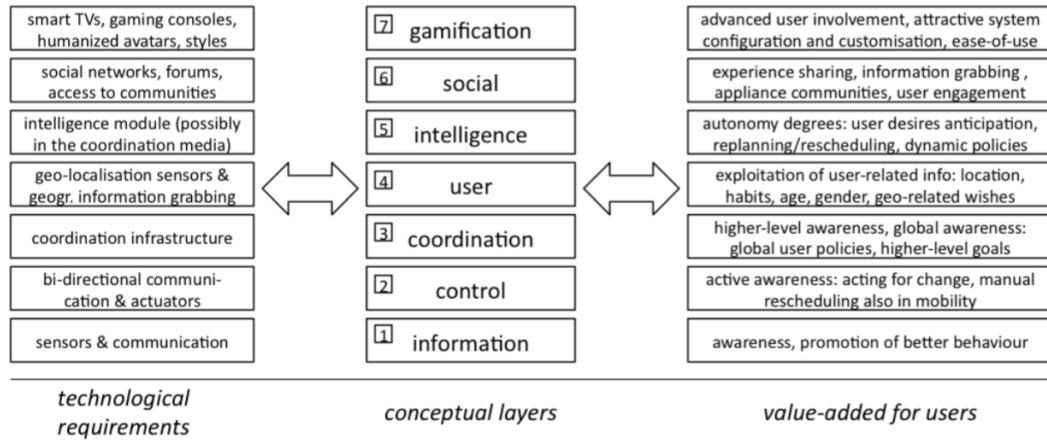 smart TVs, gaming consoles,
humanized avatars, styles
7
gamification
advanced user involvement, attractive system
configuration and customisation, ease-of-use
social networks, forums,
access to communities
6
social
experience sharing, information grabbing ,
appliance communities, user engagement
intelligence module (possibly
in the coordination media)
5
intelligence
autonomy degrees: user desires anticipation,
replanning/rescheduling, dynamic policies
geo-localisation sensors &
geogr. information grabbing
4
user
exploitation of user-related info: location,
habits, age, gender, geo-related wishes
coordination infrastructure
3
coordination
higher-level awareness, global awareness:
global user policies, higher-level goals
bi-directional communi-
cation & actuators
2
control
active awareness: acting for change, manual
rescheduling also in mobility
sensors & communication
1
information
awareness, promotion of better behaviour
technological
requirements
conceptual layers
value-added for users